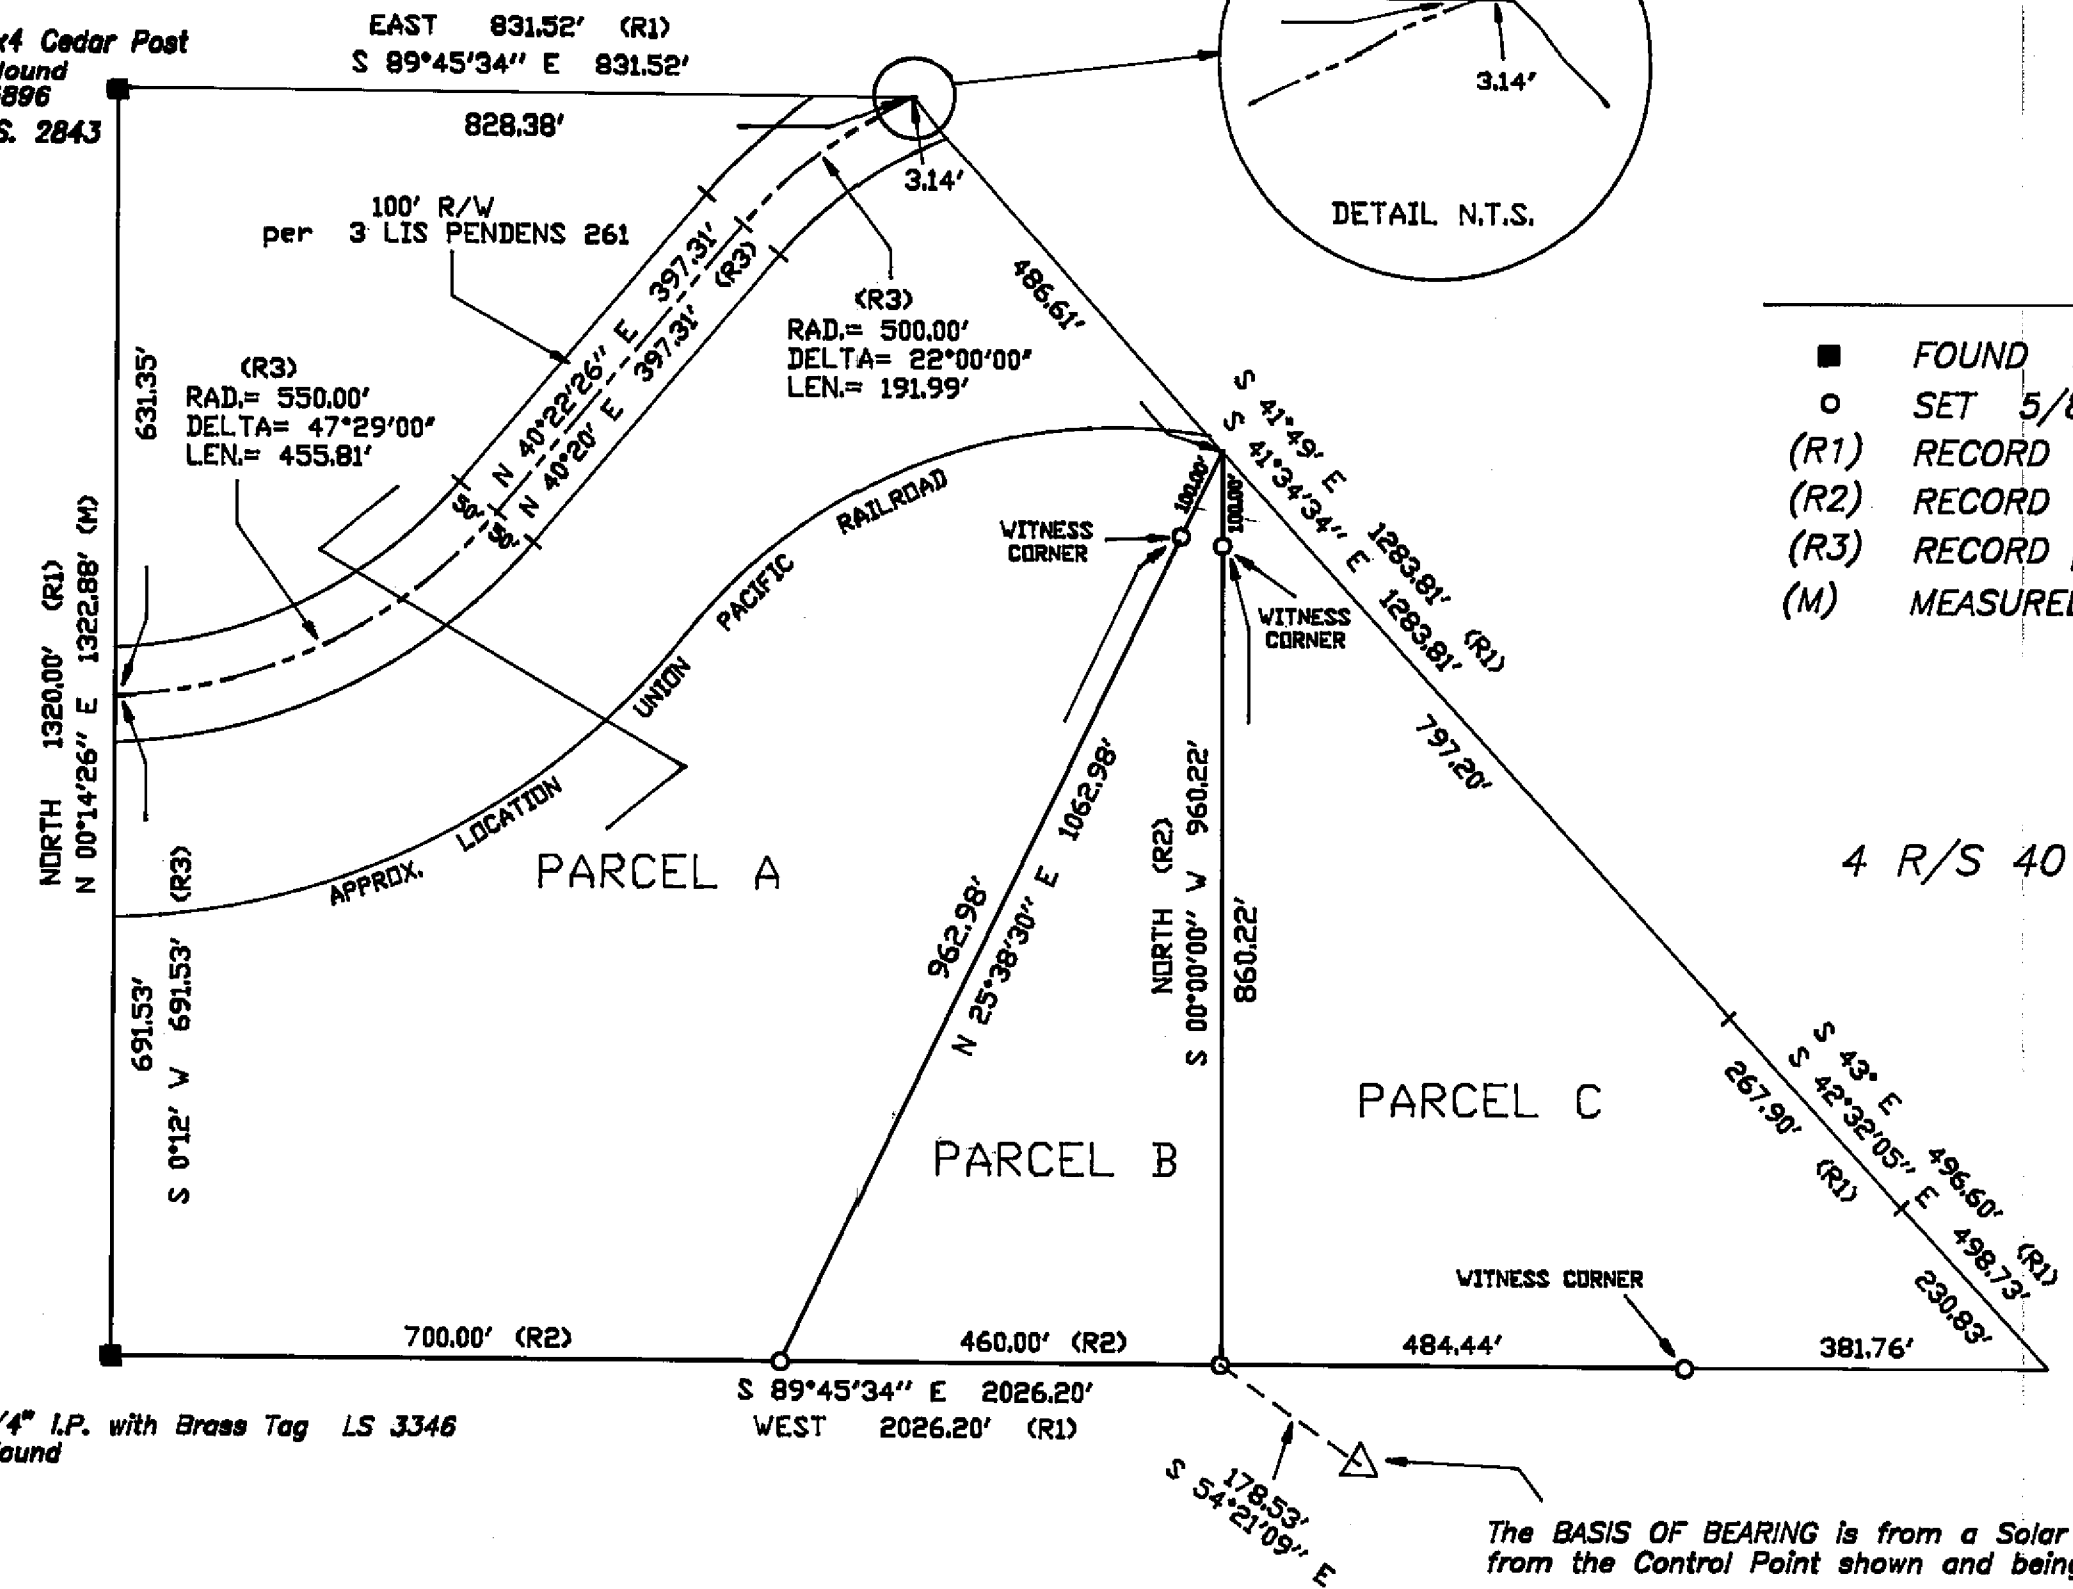 EAST 831.52' (R1)
S 89°45'34" E 831.52'
x4 Cedar Post
896
S. 2843
828.38'
3.14'
3.14'
DETAIL N.T.S.
100' R/W
per 3 LIS PENDENS 261
N 40°22'26" E 397.31'
N 40°20' E 397.31' (R3)
50'
50'
(R3)
RAD.= 500.00'
DELTA= 22°00'00"
LEN.= 191.99'
486.61'
631.35'
(R3)
RAD.= 550.00'
DELTA= 47°29'00"
LEN.= 455.81'
FOUND
SET 5/8
(R1) RECORD
(R2) RECORD
(R3) RECORD
(M) MEASURED
S 41°49' E 1283.81' (R1)
S 41°34'34" E 1283.81'
100.00'
100.00'
WITNESS
CORNER
WITNESS
CORNER
APPROX. LOCATION UNION PACIFIC RAILROAD
NORTH 1320.00' (R1)
N 00°14'26" E 1322.88' (M)
797.20'
4 R/S 40
PARCEL A
962.98'
N 25°38'30" E 1062.98'
NORTH (R2)
S 00°00'00" W 960.22'
860.22'
691.53'
S 0°12' W 691.53' (R3)
PARCEL B
PARCEL C
S 43° E 496.60' (R1)
S 42°32'05" E 498.73'
267.90' (R1)
230.83'
WITNESS CORNER
700.00' (R2)
460.00' (R2)
484.44'
381.76'
S 89°45'34" E 2026.20'
WEST 2026.20' (R1)
/4" I.P. with Brass Tag LS 3346
178.53'
S 54°21'09" E
The BASIS OF BEARING is from a Solar
from the Control Point shown and being